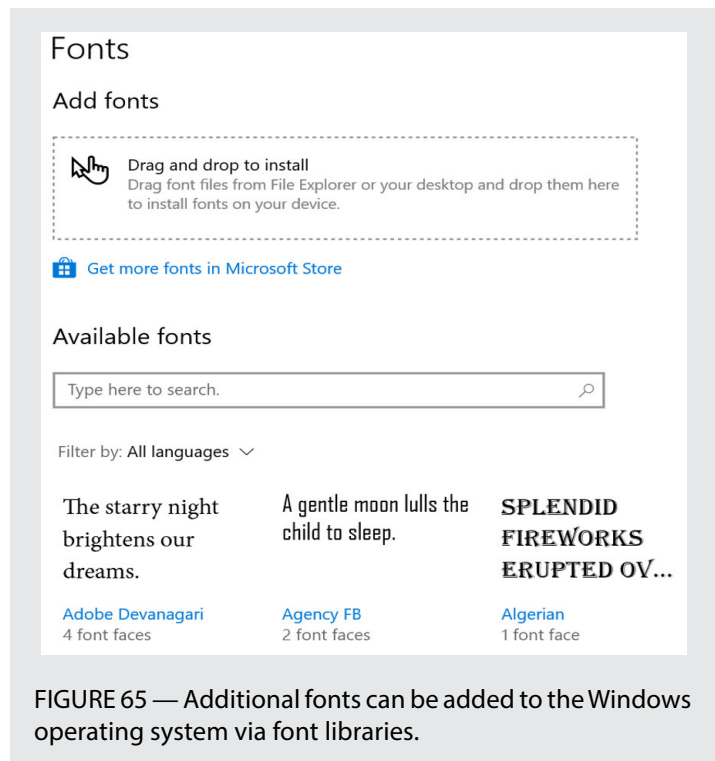 Fonts
Add fonts
Drag and drop to install
Drag font files from File Explorer or your desktop and drop them here
to install fonts on your device.
Get more fonts in Microsoft Store
Available fonts
Type here to search.
Filter by: All languages
The starry night
brightens our
dreams.
Adobe Devanagari
4 font faces
A gentle moon lulls the
child to sleep.
Agency FB
2 font faces
SPLENDID
FIREWORKS
ERUPTED OV...
Algerian
1 font face
FIGURE 65 — Additional fonts can be added to the Windows
operating system via font libraries.